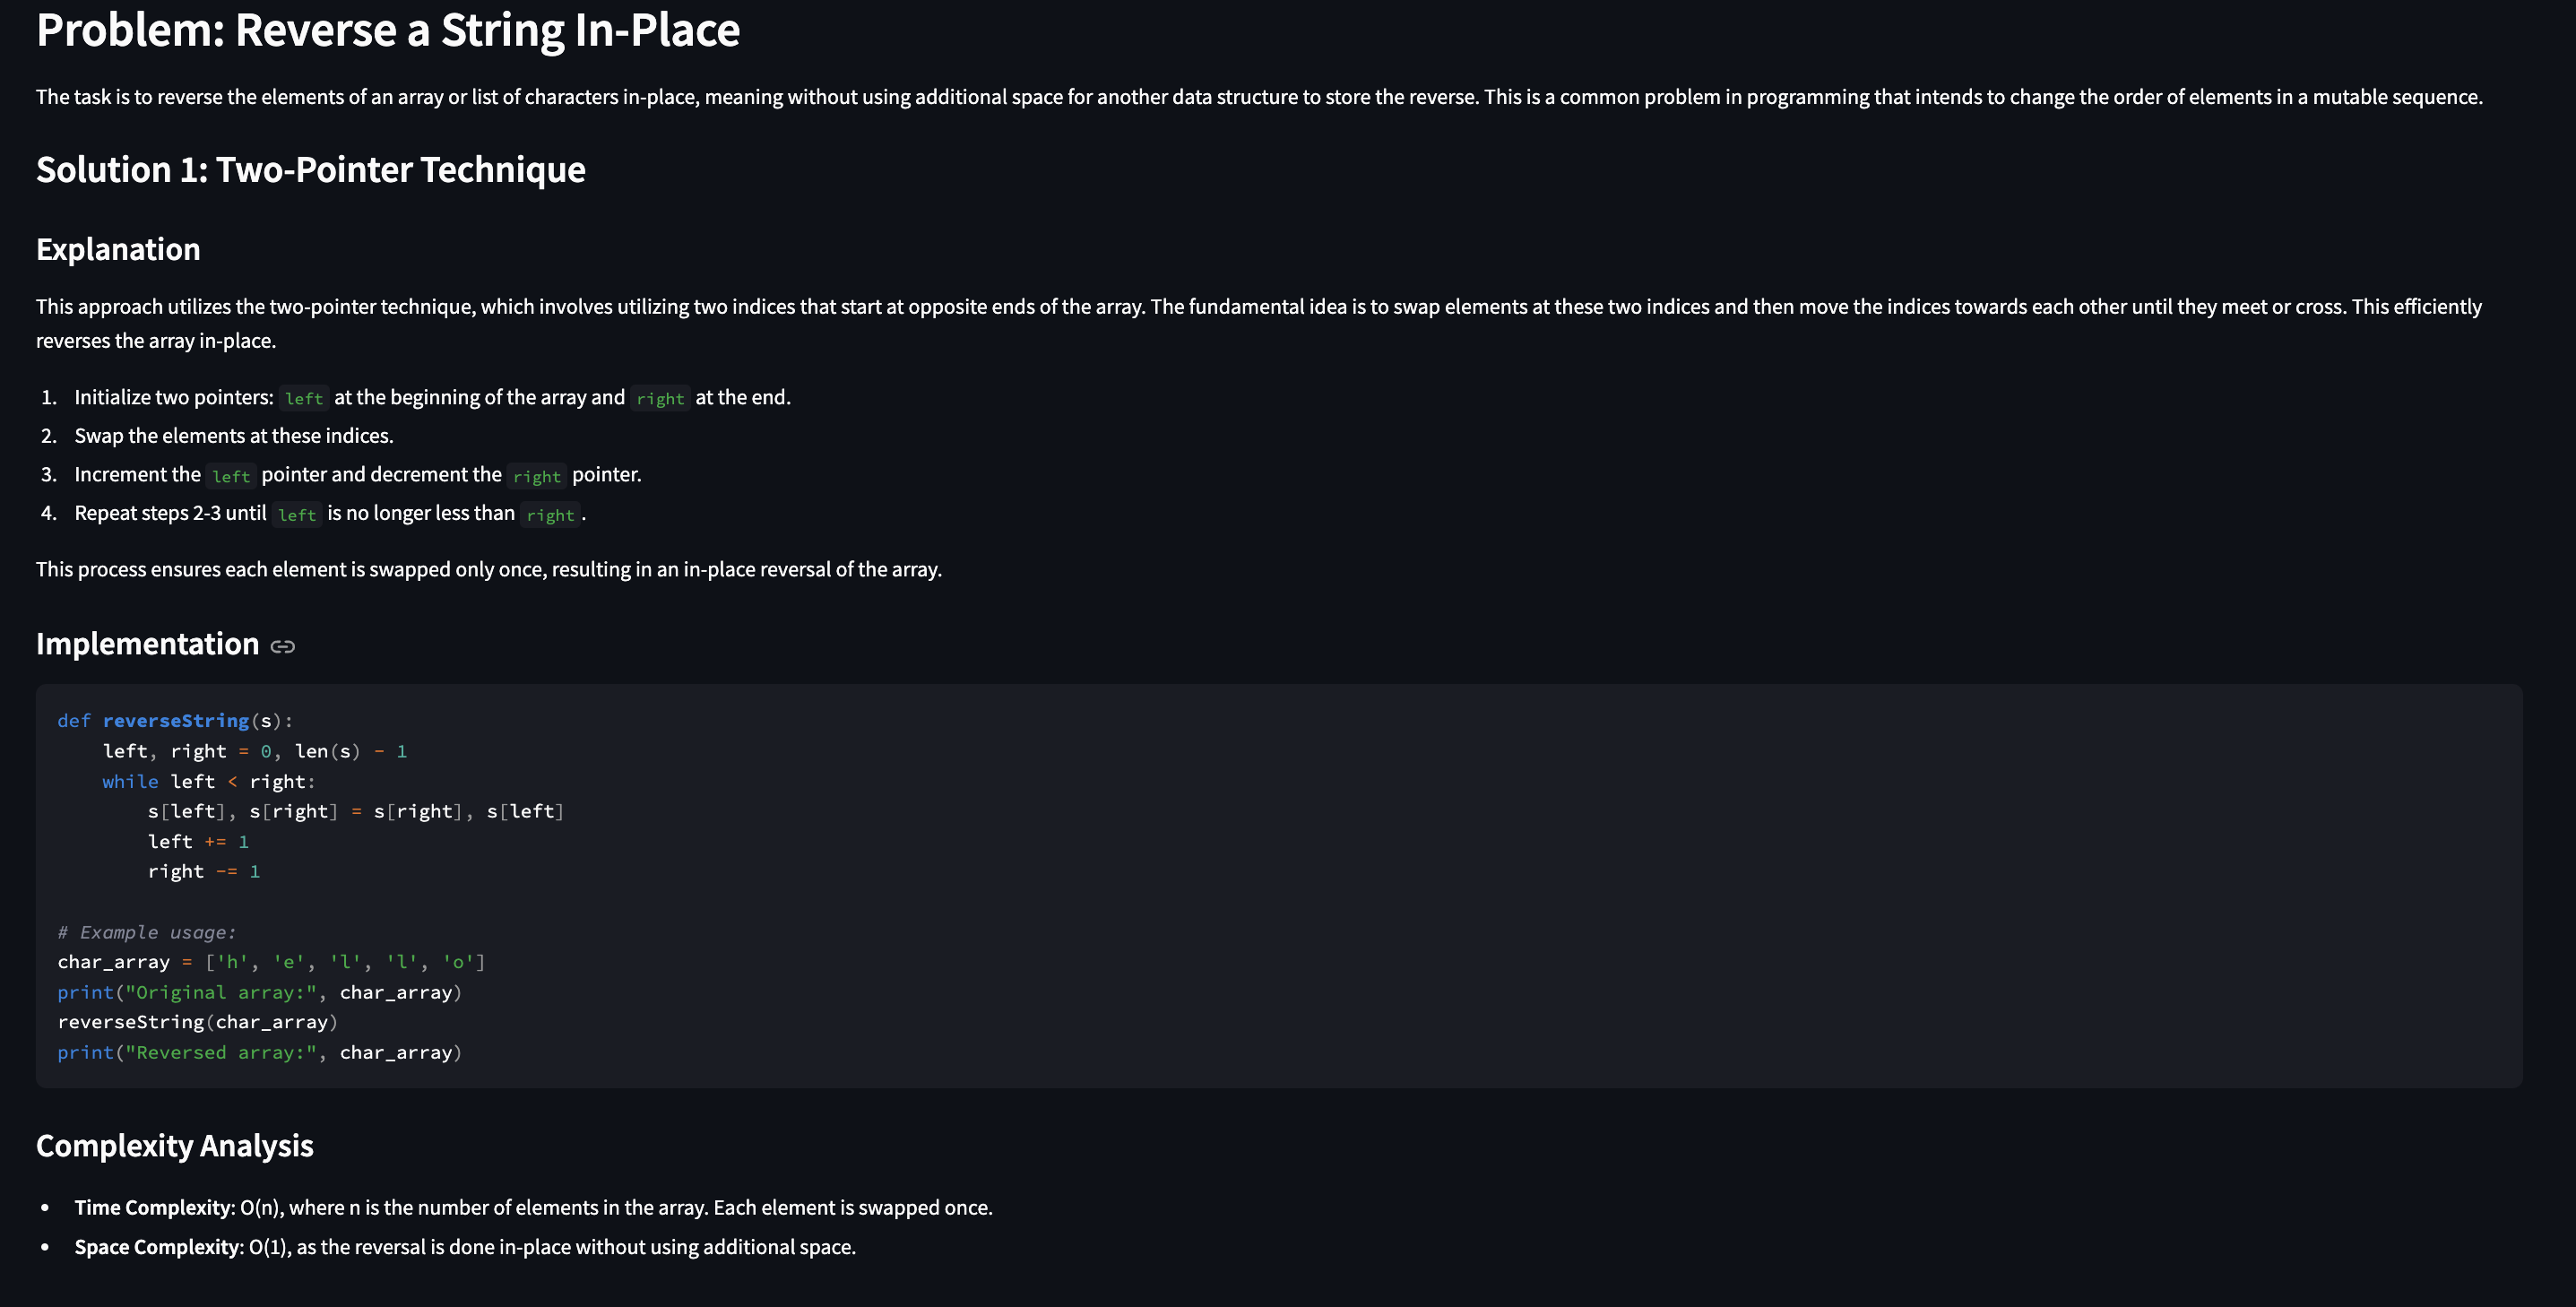 Problem: Reverse a String In-Place
The task is to reverse the elements of an array or list of characters in-place, meaning without using additional space for another data structure to store the reverse. This is a common problem in programming that intends to change the order of elements in a mutable sequence.
Solution 1: Two-Pointer Technique
Explanation
This approach utilizes the two-pointer technique, which involves utilizing two indices that start at opposite ends of the array. The fundamental idea is to swap elements at these two indices and then move the indices towards each other until they meet or cross. This efficiently
reverses the array in-place.
1. Initialize two pointers: left at the beginning of the array and right at the end.
2. Swap the elements at these indices.
3. Increment the left pointer and decrement the right pointer.
4. Repeat steps 2-3 until left is no longer less than right.
This process ensures each element is swapped only once, resulting in an in-place reversal of the array.
Implementation
def reverseString(s):
    left, right = 0, len(s) - 1
    while left < right:
        s[left], s[right] = s[right], s[left]
        left += 1
        right -= 1
# Example usage:
char_array = ['h', 'e', 'l', 'l', 'o']
print("Original array:", char_array)
reverseString(char_array)
print("Reversed array:", char_array)
Complexity Analysis
• Time Complexity: O(n), where n is the number of elements in the array. Each element is swapped once.
• Space Complexity: O(1), as the reversal is done in-place without using additional space.